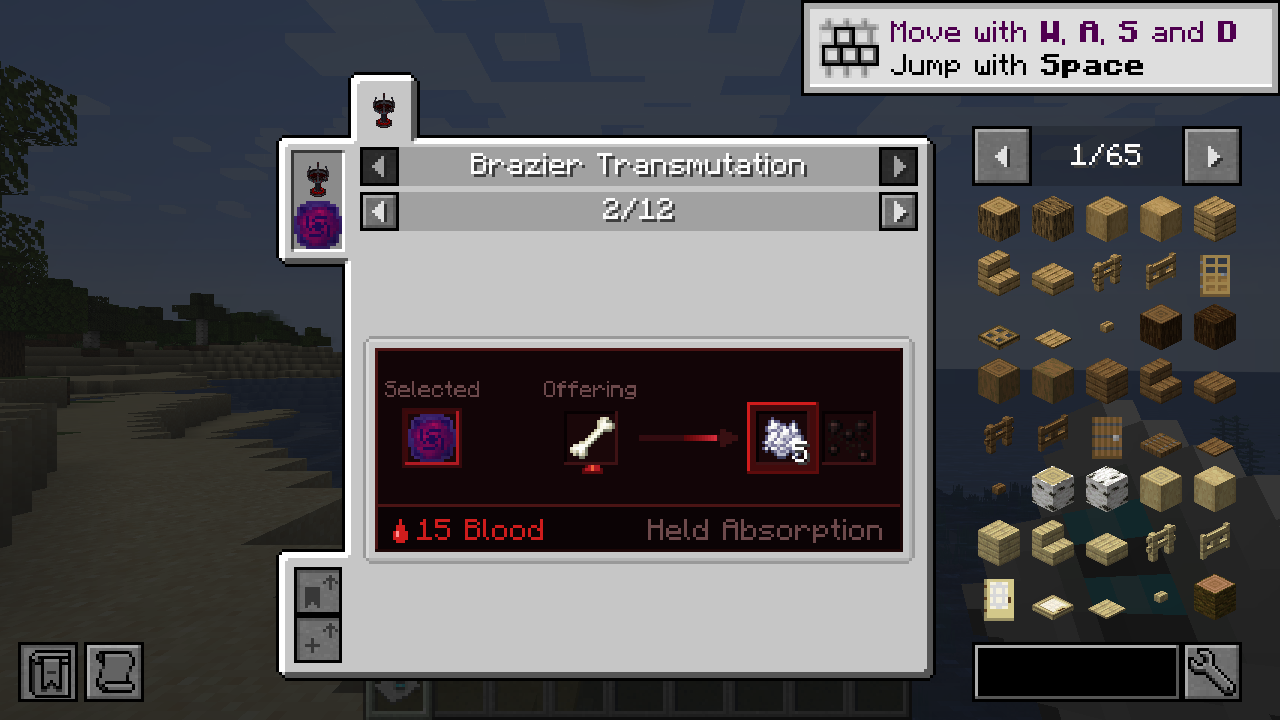 Move with W, A, S and D
Jump with Space
Brazier Transmutation
1/65
2/12
Selected
Offering
5
15 Blood
Held Absorption